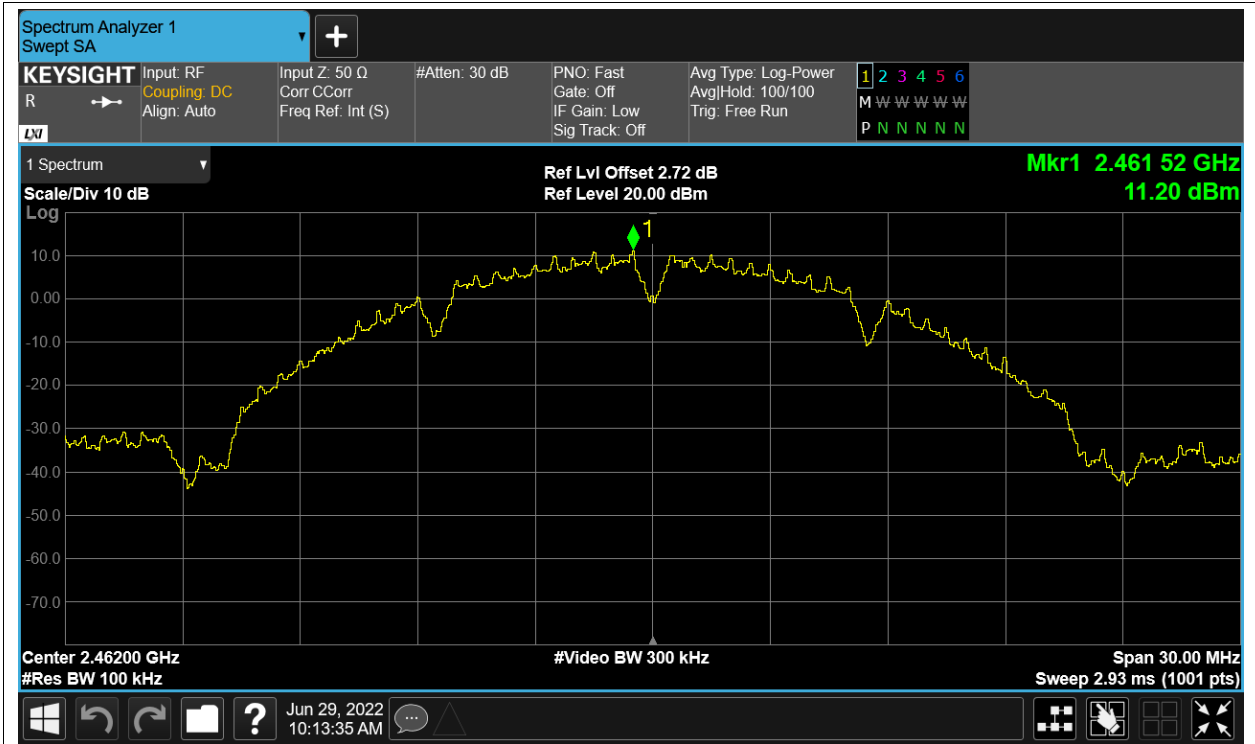 Spectrum Analyzer 1
Swept SA
KEYSIGHT
R
LXI
Input: RF
Coupling: DC
Align: Auto
Input Z: 50 Ω
Corr CCorr
Freq Ref: Int (S)
#Atten: 30 dB
PNO: Fast
Gate: Off
IF Gain: Low
Sig Track: Off
Avg Type: Log-Power
Avg|Hold: 100/100
Trig: Free Run
1 2 3 4 5 6
M W W W W W
P N N N N N
1 Spectrum
Scale/Div 10 dB
Log
Ref Lvl Offset 2.72 dB
Ref Level 20.00 dBm
Mkr1 2.461 52 GHz
11.20 dBm
1
10.0
0.00
-10.0
-20.0
-30.0
-40.0
-50.0
-60.0
-70.0
Center 2.46200 GHz
#Res BW 100 kHz
#Video BW 300 kHz
Span 30.00 MHz
Sweep 2.93 ms (1001 pts)
?
Jun 29, 2022
10:13:35 AM